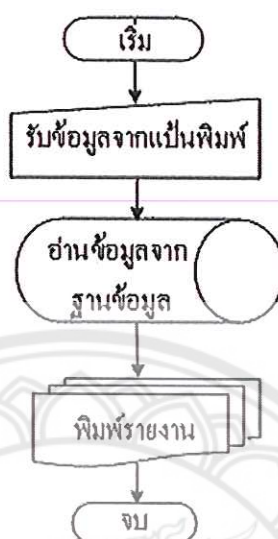 เริ่ม
รับข้อมูลจากแป้นพิมพ์
อ่านข้อมูลจาก
ฐานข้อมูล
พิมพ์รายงาน
จบ